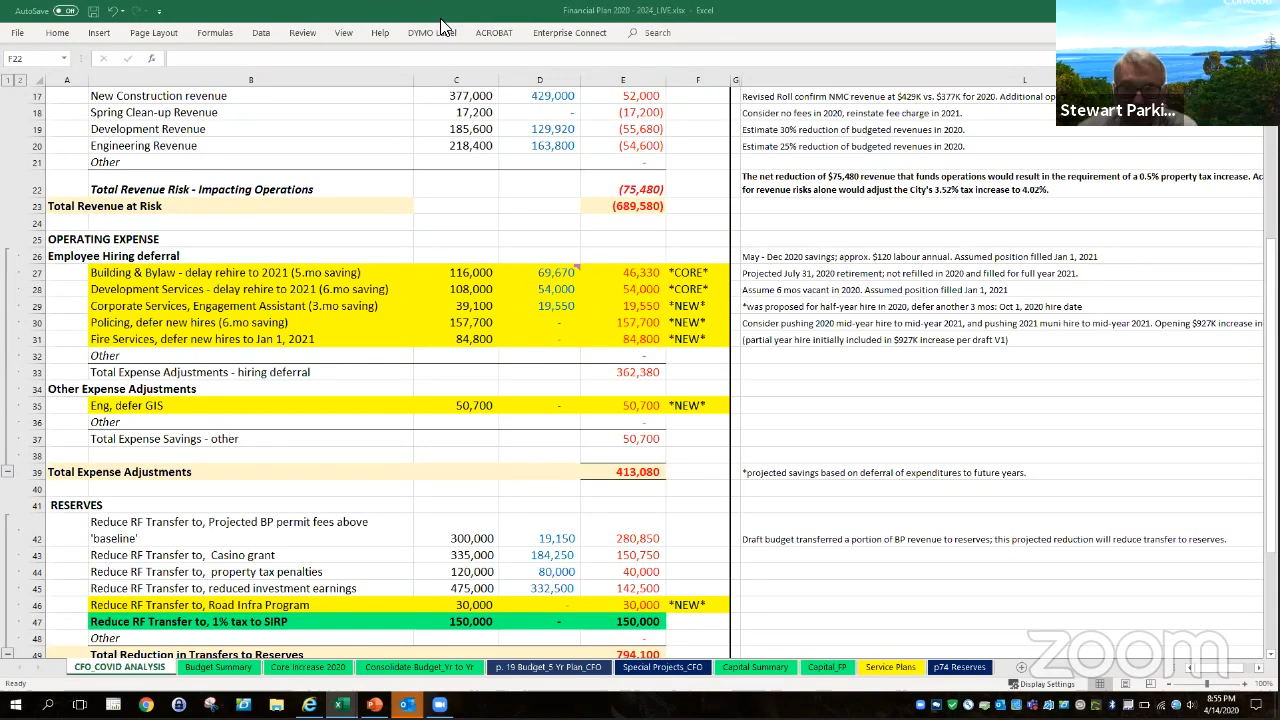 AutoSave Off Financial Plan 2020 - 2024_LIVE.xlsx - Excel
File Home Insert Page Layout Formulas Data Review View Help DYMO Label ACROBAT Enterprise Connect Search
Stewart Parki...
F22 fx
1 2 A B C D E F G L
17 New Construction revenue 377,000 429,000 52,000 Revised Roll confirm NMC revenue at $429K vs. $377K for 2020. Additional op
18 Spring Clean-up Revenue 17,200 - (17,200) Consider no fees in 2020, reinstate fee charge in 2021.
19 Development Revenue 185,600 129,920 (55,680) Estimate 30% reduction of budgeted revenues in 2020.
20 Engineering Revenue 218,400 163,800 (54,600) Estimate 25% reduction of budgeted revenues in 2020.
21 Other -
The net reduction of $75,480 revenue that funds operations would result in the requirement of a 0.5% property tax increase. Ac
22 Total Revenue Risk - Impacting Operations (75,480) for revenue risks alone would adjust the City's 3.52% tax increase to 4.02%.
23 Total Revenue at Risk (689,580)
24
25 OPERATING EXPENSE
26 Employee Hiring deferral May - Dec 2020 savings; approx. $120 labour annual. Assumed position filled Jan 1, 2021
27 Building & Bylaw - delay rehire to 2021 (5.mo saving) 116,000 69,670 46,330 *CORE* Projected July 31, 2020 retirement; not refilled in 2020 and filled for full year 2021.
28 Development Services - delay rehire to 2021 (6.mo saving) 108,000 54,000 54,000 *CORE* Assume 6 mos vacant in 2020. Assumed position filled Jan 1, 2021
29 Corporate Services, Engagement Assistant (3.mo saving) 39,100 19,550 19,550 *NEW* *was proposed for half-year hire in 2020, defer another 3 mos: Oct 1, 2020 hire date
30 Policing, defer new hires (6.mo saving) 157,700 - 157,700 *NEW* Consider pushing 2020 mid-year hire to mid-year 2021, and pushing 2021 muni hire to mid-year 2021. Opening $927K increase in
31 Fire Services, defer new hires to Jan 1, 2021 84,800 - 84,800 *NEW* (partial year hire initially included in $927K increase per draft V1)
32 Other -
33 Total Expense Adjustments - hiring deferral 362,380
34 Other Expense Adjustments
35 Eng, defer GIS 50,700 - 50,700 *NEW*
36 Other -
37 Total Expense Savings - other 50,700
38
39 Total Expense Adjustments 413,080 *projected savings based on deferral of expenditures to future years.
40
41 RESERVES
Reduce RF Transfer to, Projected BP permit fees above
42 'baseline' 300,000 19,150 280,850 Draft budget transferred a portion of BP revenue to reserves; this projected reduction will reduce transfer to reserves.
43 Reduce RF Transfer to, Casino grant 335,000 184,250 150,750
44 Reduce RF Transfer to, property tax penalties 120,000 80,000 40,000
45 Reduce RF Transfer to, reduced investment earnings 475,000 332,500 142,500
46 Reduce RF Transfer to, Road Infra Program 30,000 - 30,000 *NEW*
47 Reduce RF Transfer to, 1% tax to SIRP 150,000 - 150,000
48 Other -
49 Total Reduction in Transfers to Reserves 794,100
zoom
CFO_COVID ANALYSIS Budget Summary Core Increase 2020 Consolidate Budget_Yr to Yr p. 19 Budget_5 Yr Plan_CFO Special Projects_CFO Capital Summary Capital_FP Service Plans p74 Reserves
Ready Display Settings 100%
8:55 PM
4/14/2020